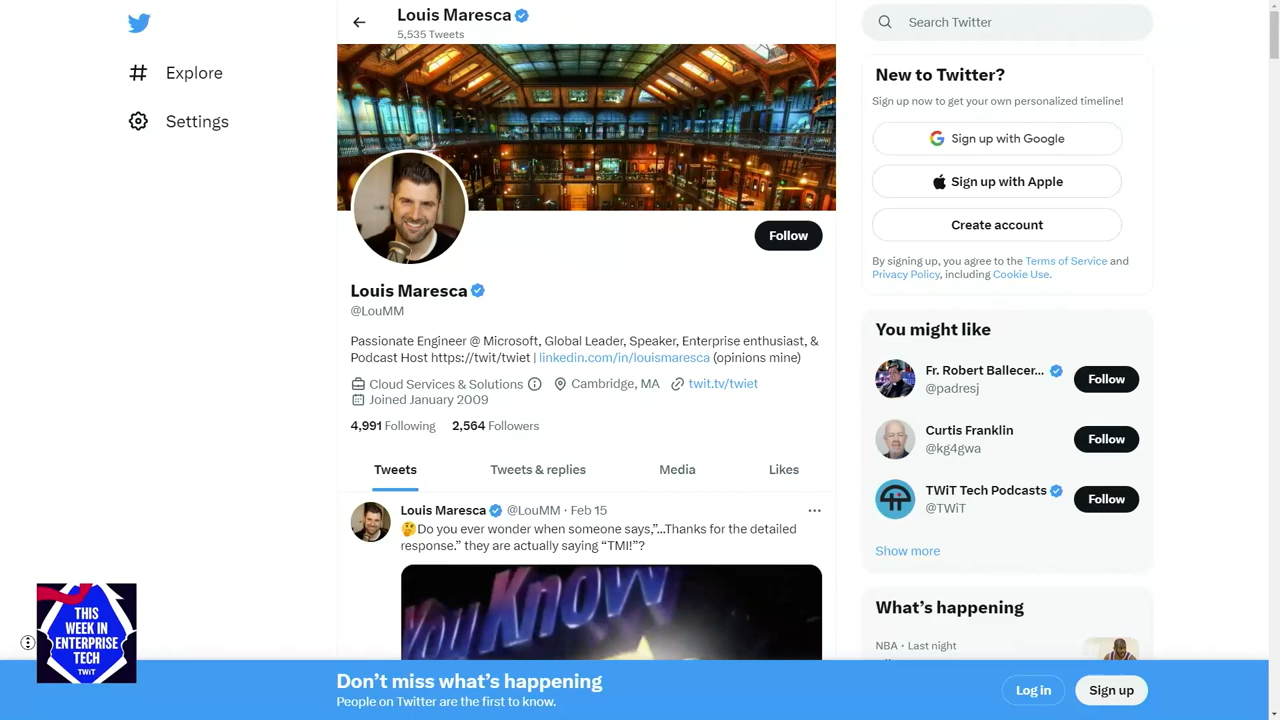 Louis Maresca
5,535 Tweets
Explore
Settings
Follow
Louis Maresca
@LouMM
Passionate Engineer @ Microsoft, Global Leader, Speaker, Enterprise enthusiast, &
Podcast Host https://twit/twiet | linkedin.com/in/louismaresca (opinions mine)
Cloud Services & Solutions Cambridge, MA twit.tv/twiet
Joined January 2009
4,991 Following 2,564 Followers
Tweets Tweets & replies Media Likes
Louis Maresca @LouMM · Feb 15
🤔Do you ever wonder when someone says,”...Thanks for the detailed
response.” they are actually saying “TMI!”?
You Know
Search Twitter
New to Twitter?
Sign up now to get your own personalized timeline!
Sign up with Google
Sign up with Apple
Create account
By signing up, you agree to the Terms of Service and
Privacy Policy, including Cookie Use.
You might like
Fr. Robert Ballecer...
@padresj
Follow
Curtis Franklin
@kg4gwa
Follow
TWiT Tech Podcasts
@TWiT
Follow
Show more
What’s happening
NBA · Last night
THIS
WEEK IN
ENTERPRISE
TECH
TWiT
Don’t miss what’s happening
People on Twitter are the first to know.
Log in
Sign up